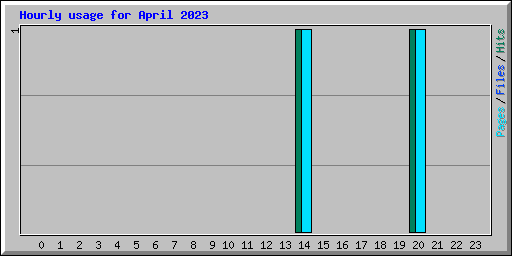 Hourly usage for April 2023
1
Pages/Files/Hits
0 1 2 3 4 5 6 7 8 9 10 11 12 13 14 15 16 17 18 19 20 21 22 23